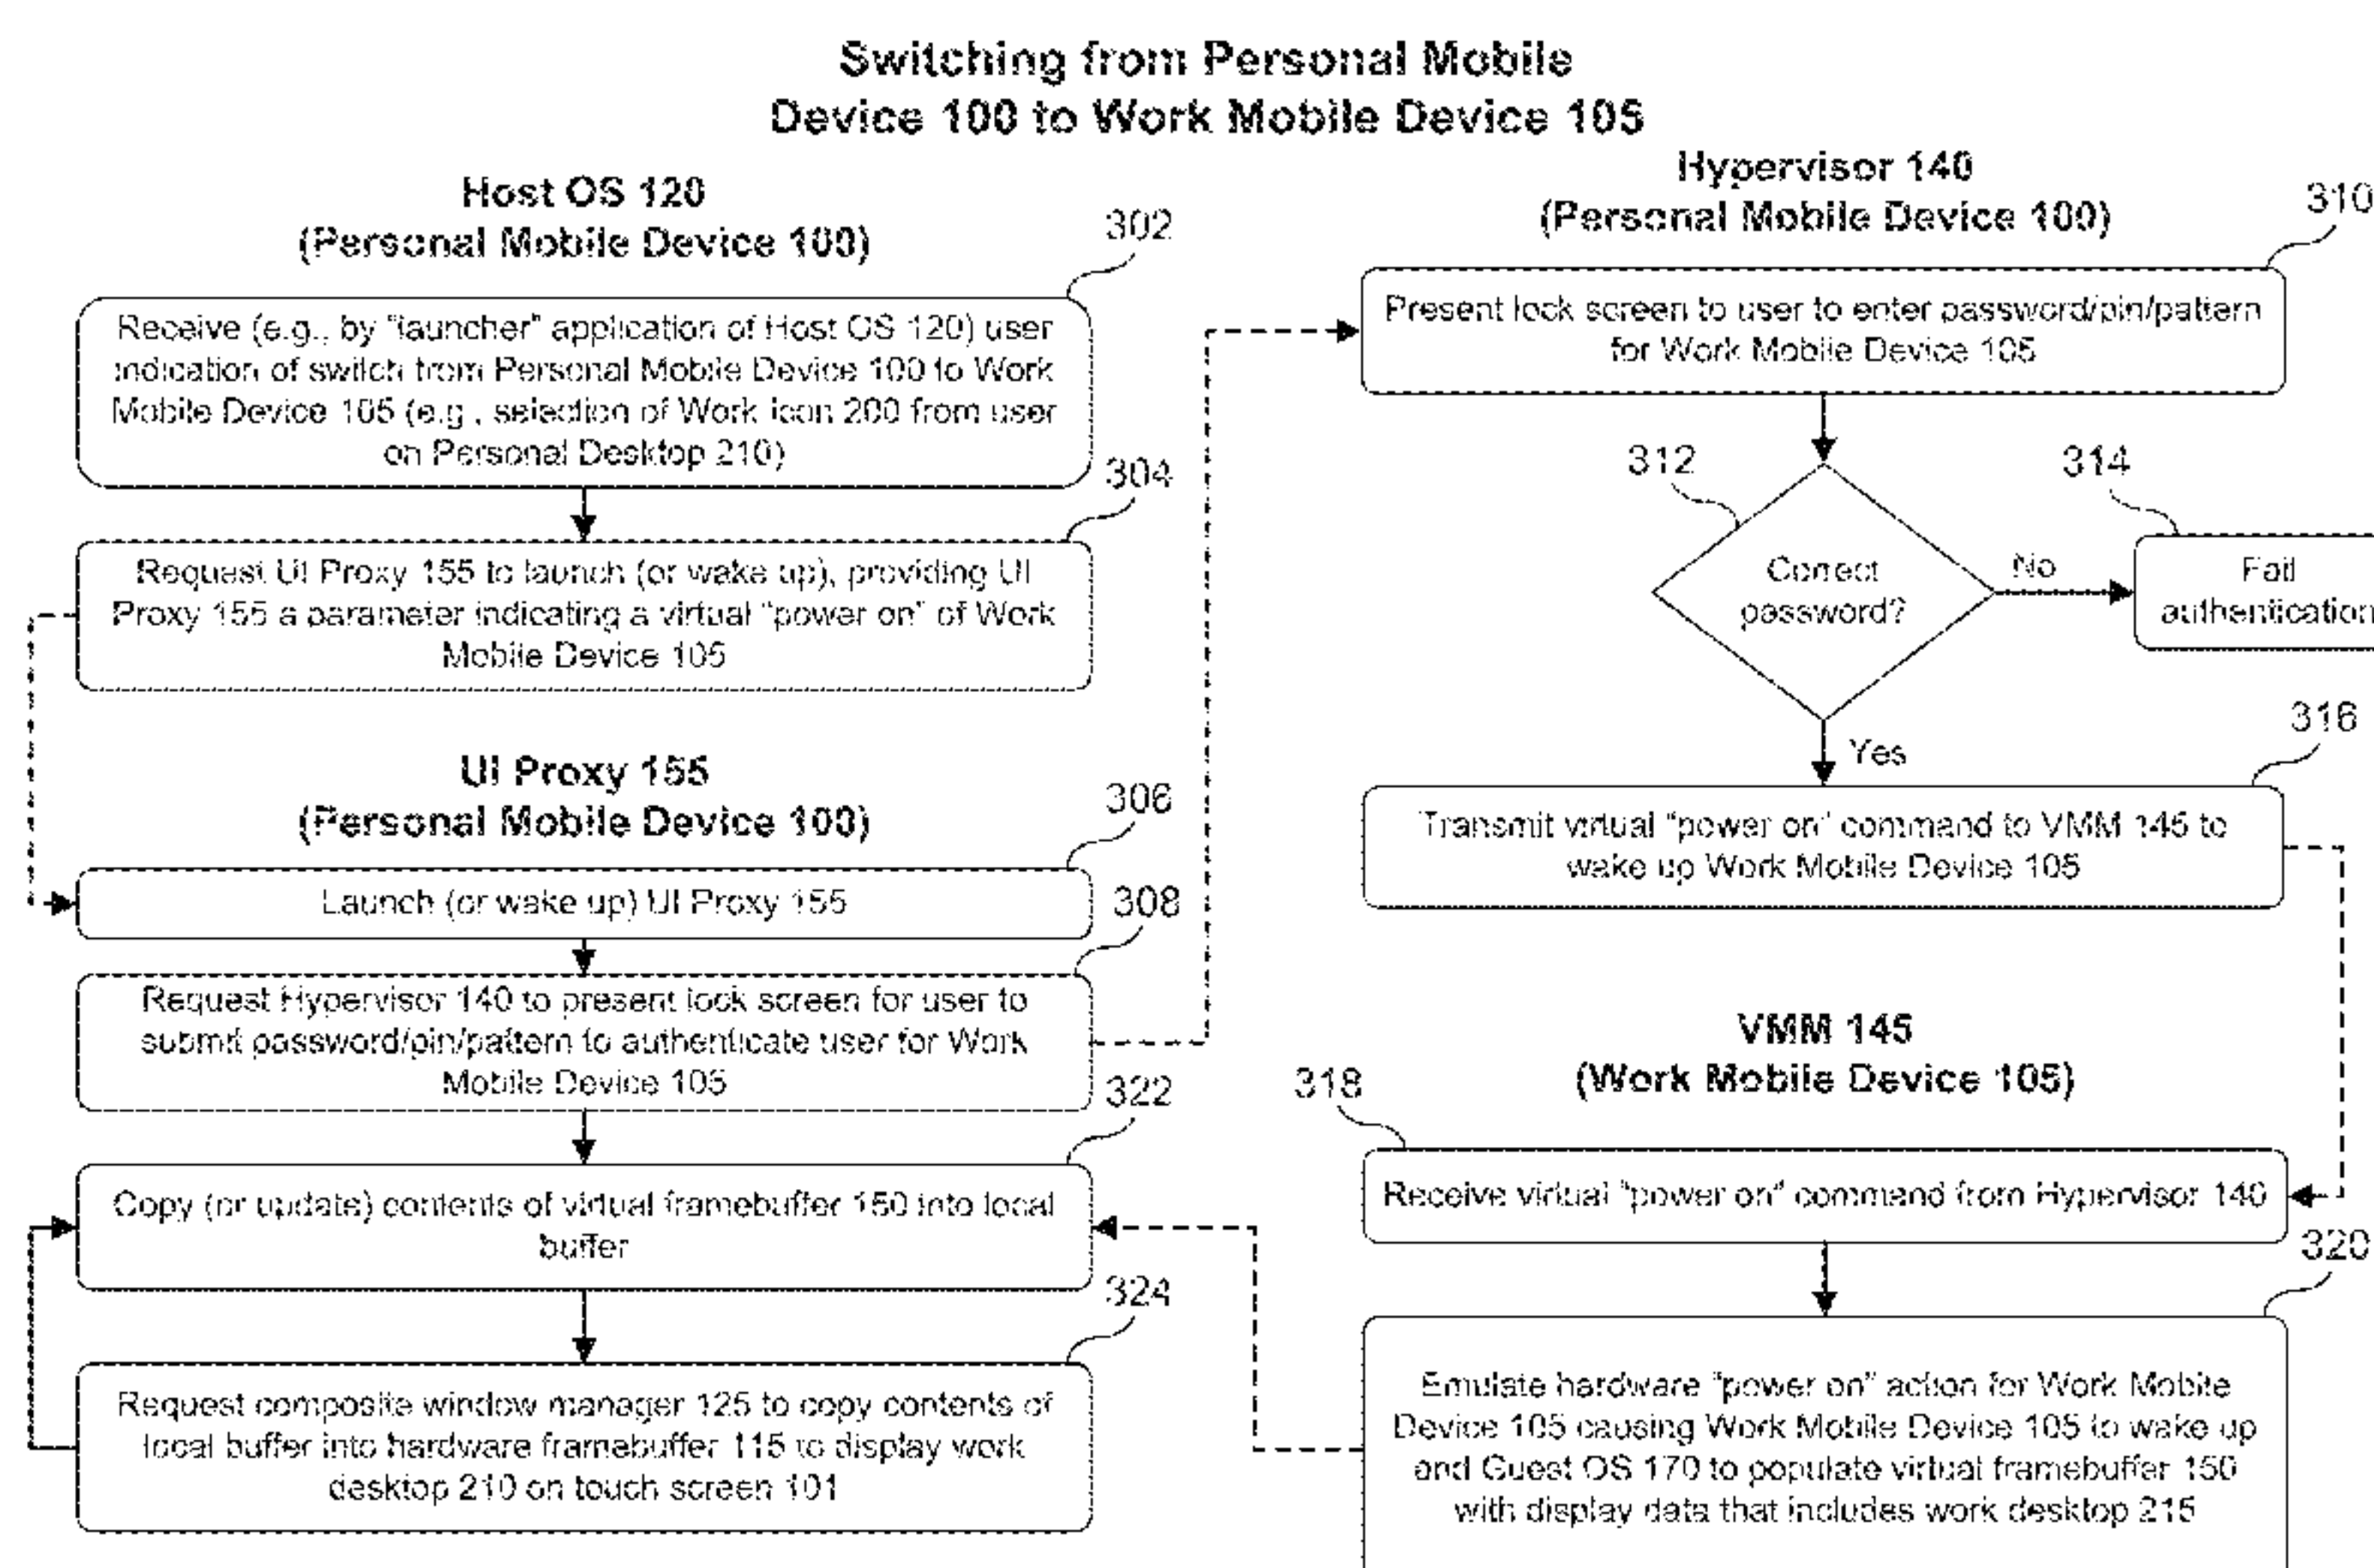 Switching from Personal Mobile
Device 100 to Work Mobile Device 105
Host OS 120
(Personal Mobile Device 100)
302
Receive (e.g., by "launcher" application of Host OS 120) user
indication of switch from Personal Mobile Device 100 to Work
Mobile Device 105 (e.g., selection of Work icon 200 from user
on Personal Desktop 210)
304
Request UI Proxy 155 to launch (or wake up), providing UI
Proxy 155 a parameter indicating a virtual "power on" of Work
Mobile Device 105
UI Proxy 155
(Personal Mobile Device 100)
306
Launch (or wake up) UI Proxy 155
308
Request Hypervisor 140 to present lock screen for user to
submit password/pin/pattern to authenticate user for Work
Mobile Device 105
322
Copy (or update) contents of virtual framebuffer 150 into local
buffer
324
Request composite window manager 125 to copy contents of
local buffer into hardware framebuffer 115 to display work
desktop 210 on touch screen 101
Hypervisor 140
(Personal Mobile Device 100)
310
Present lock screen to user to enter password/pin/pattern
for Work Mobile Device 105
312
Correct
password?
No
314
Fail
authentication
Yes
316
Transmit virtual "power on" command to VMM 145 to
wake up Work Mobile Device 105
VMM 145
(Work Mobile Device 105)
318
Receive virtual "power on" command from Hypervisor 140
320
Emulate hardware "power on" action for Work Mobile
Device 105 causing Work Mobile Device 105 to wake up
and Guest OS 170 to populate virtual framebuffer 150
with display data that includes work desktop 215